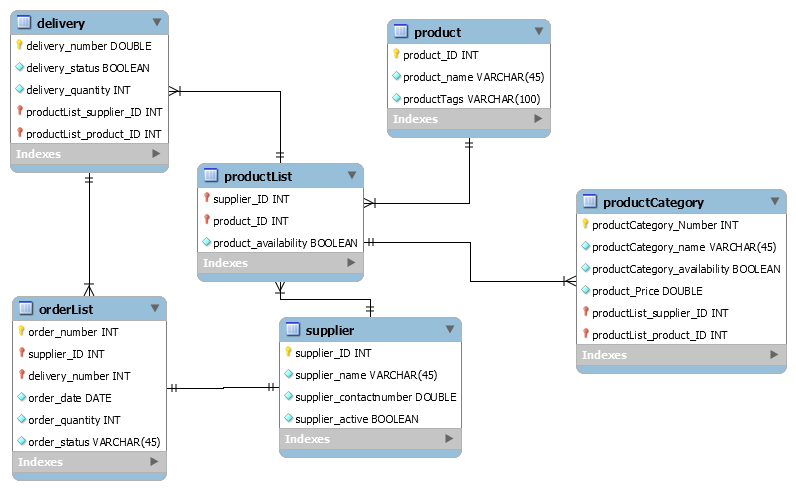 delivery
delivery_number DOUBLE
delivery_status BOOLEAN
delivery_quantity INT
productList_supplier_ID INT
productList_product_ID INT
Indexes
product
product_ID INT
product_name VARCHAR(45)
productTags VARCHAR(100)
Indexes
productList
supplier_ID INT
product_ID INT
product_availability BOOLEAN
Indexes
productCategory
productCategory_Number INT
productCategory_name VARCHAR(45)
productCategory_availability BOOLEAN
product_Price DOUBLE
productList_supplier_ID INT
productList_product_ID INT
Indexes
orderList
order_number INT
supplier_ID INT
delivery_number INT
order_date DATE
order_quantity INT
order_status VARCHAR(45)
Indexes
supplier
supplier_ID INT
supplier_name VARCHAR(45)
supplier_contactnumber DOUBLE
supplier_active BOOLEAN
Indexes